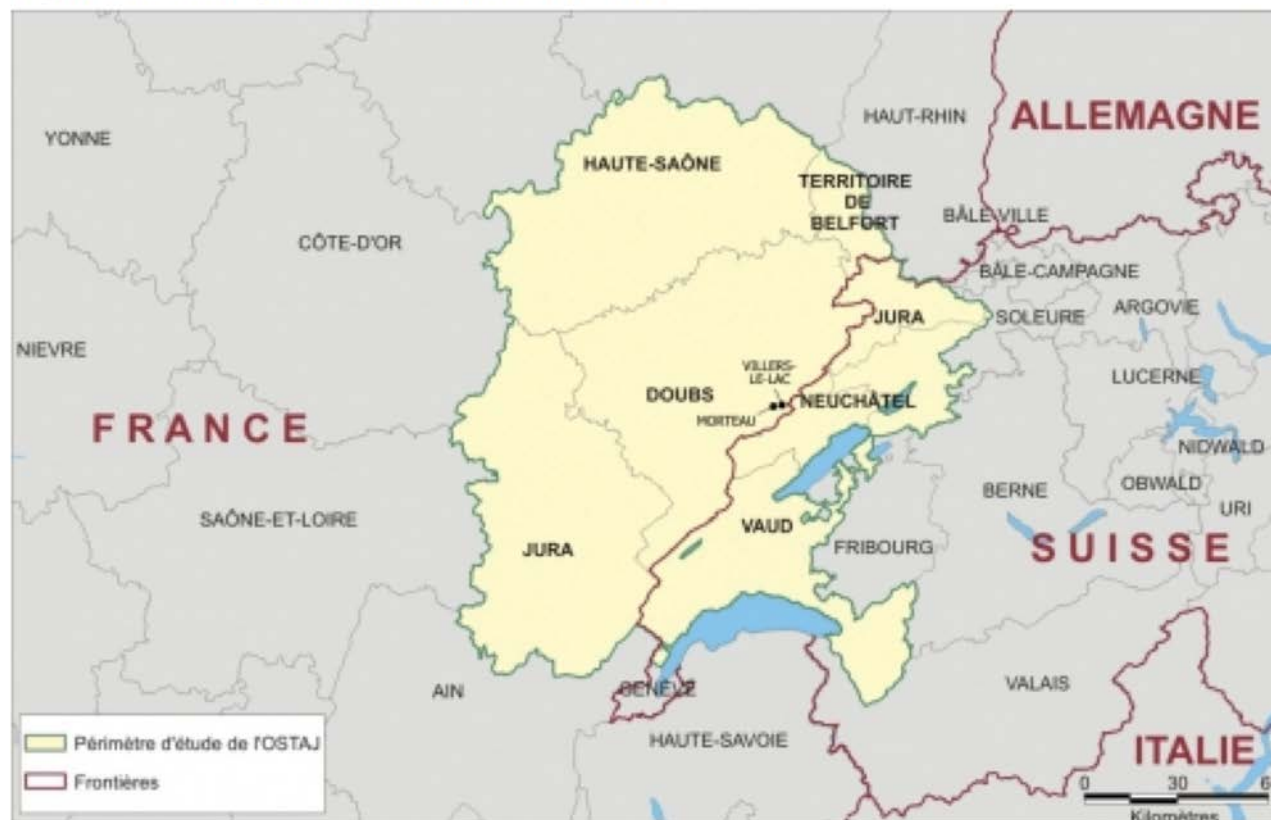 HAUT-RHIN
ALLEMAGNE
YONNE
HAUTE-SAÔNE
TERRITOIRE
DE
BELFORT
BÂLE-VILLE
CÔTE-D'OR
BÂLE-CAMPAGNE
ARGOVIE
JURA
SOLEURE
NIEVRE
VILLERS-
LE-LAC
LUCERNE
DOUBS
NEUCHÂTEL
MORTEAU
FRANCE
NIDWALD
OBWALD
BERNE
URI
SAÔNE-ET-LOIRE
VAUD
JURA
FRIBOURG
SUISSE
AIN
GENÈVE
VALAIS
HAUTE-SAVOIE
ITALIE
Périmètre d'étude de l'OSTAJ
Frontières
0 30 6
Kilomètres